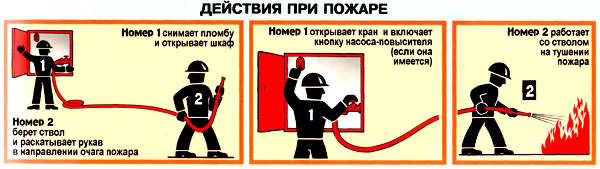 ДЕЙСТВИЯ ПРИ ПОЖАРЕ
Номер 1 снимает пломбу
и открывает шкаф
1
2
Номер 2
берет ствол
и раскатывает рукав
в направлении очага пожара
Номер 1 открывает кран и включает
кнопку насоса-повысителя
(если она
имеется)
1
Номер 2 работает
со стволом
на тушении
пожара
2